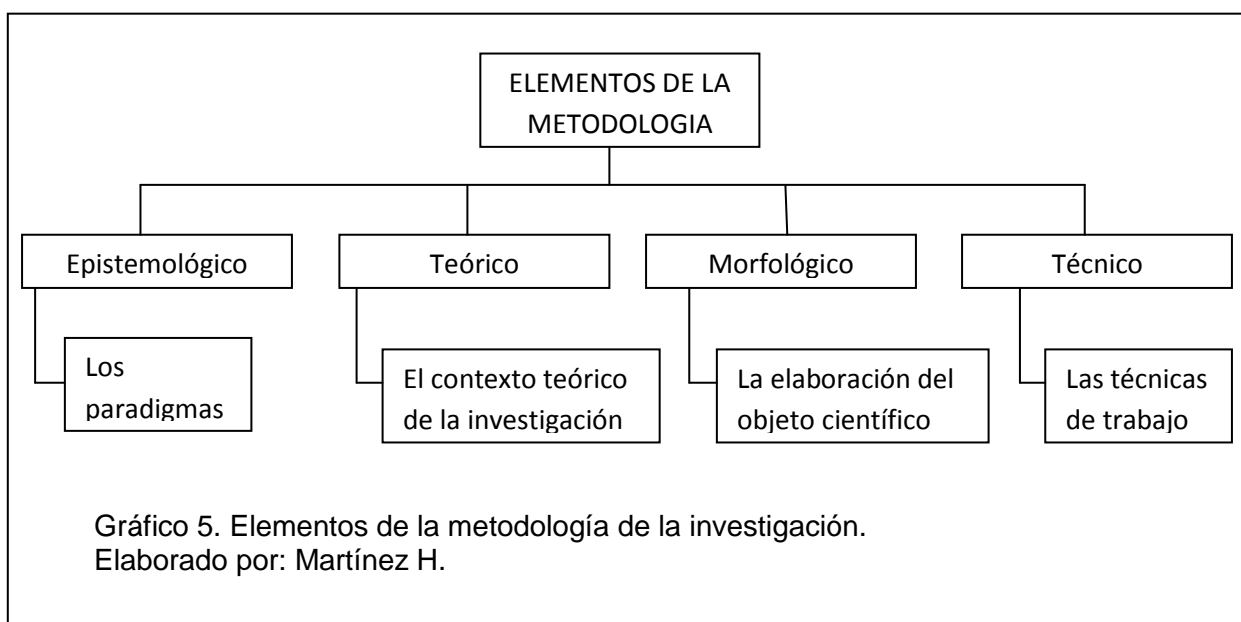 ELEMENTOS DE LA
METODOLOGIA
Epistemológico
Teórico
Morfológico
Técnico
Los
paradigmas
El contexto teórico
de la investigación
La elaboración del
objeto científico
Las técnicas
de trabajo
Gráfico 5. Elementos de la metodología de la investigación.
Elaborado por: Martínez H.